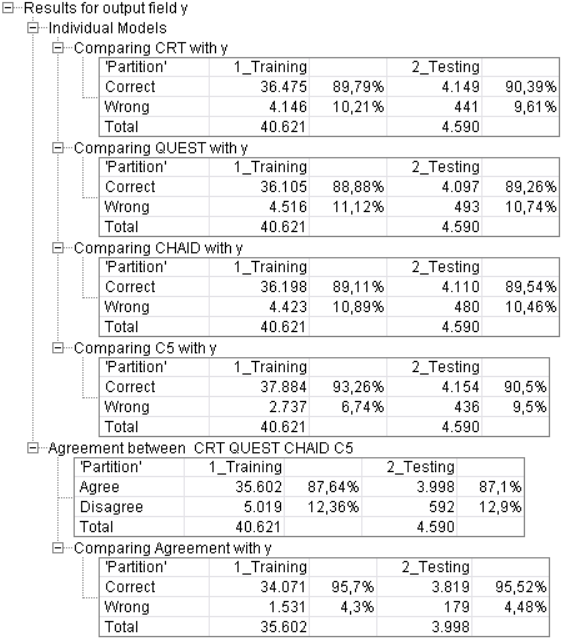 Results for output field y
Individual Models
Comparing CRT with y
'Partition' 1_Training 2_Testing
Correct 36.475 89,79% 4.149 90,39%
Wrong 4.146 10,21% 441 9,61%
Total 40.621 4.590
Comparing QUEST with y
'Partition' 1_Training 2_Testing
Correct 36.105 88,88% 4.097 89,26%
Wrong 4.516 11,12% 493 10,74%
Total 40.621 4.590
Comparing CHAID with y
'Partition' 1_Training 2_Testing
Correct 36.198 89,11% 4.110 89,54%
Wrong 4.423 10,89% 480 10,46%
Total 40.621 4.590
Comparing C5 with y
'Partition' 1_Training 2_Testing
Correct 37.884 93,26% 4.154 90,5%
Wrong 2.737 6,74% 436 9,5%
Total 40.621 4.590
Agreement between CRT QUEST CHAID C5
'Partition' 1_Training 2_Testing
Agree 35.602 87,64% 3.998 87,1%
Disagree 5.019 12,36% 592 12,9%
Total 40.621 4.590
Comparing Agreement with y
'Partition' 1_Training 2_Testing
Correct 34.071 95,7% 3.819 95,52%
Wrong 1.531 4,3% 179 4,48%
Total 35.602 3.998